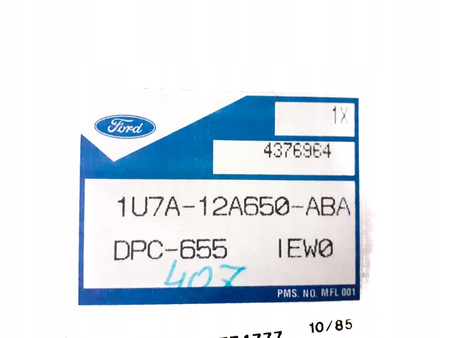 Ford
1X
4376964
1U7A-12A650-ABA
DPC-655 IEW0
407
PMS. NO. MFL 001
10/85